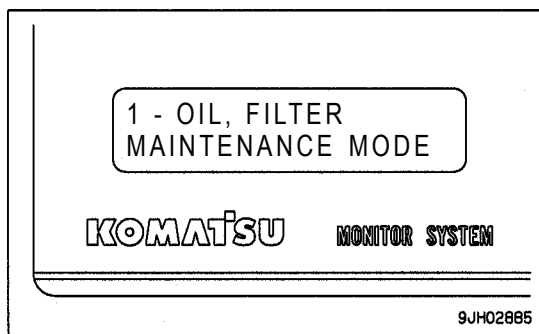 1 - OIL, FILTER
MAINTENANCE MODE
KOMATSU MONITOR SYSTEM
9JH02885